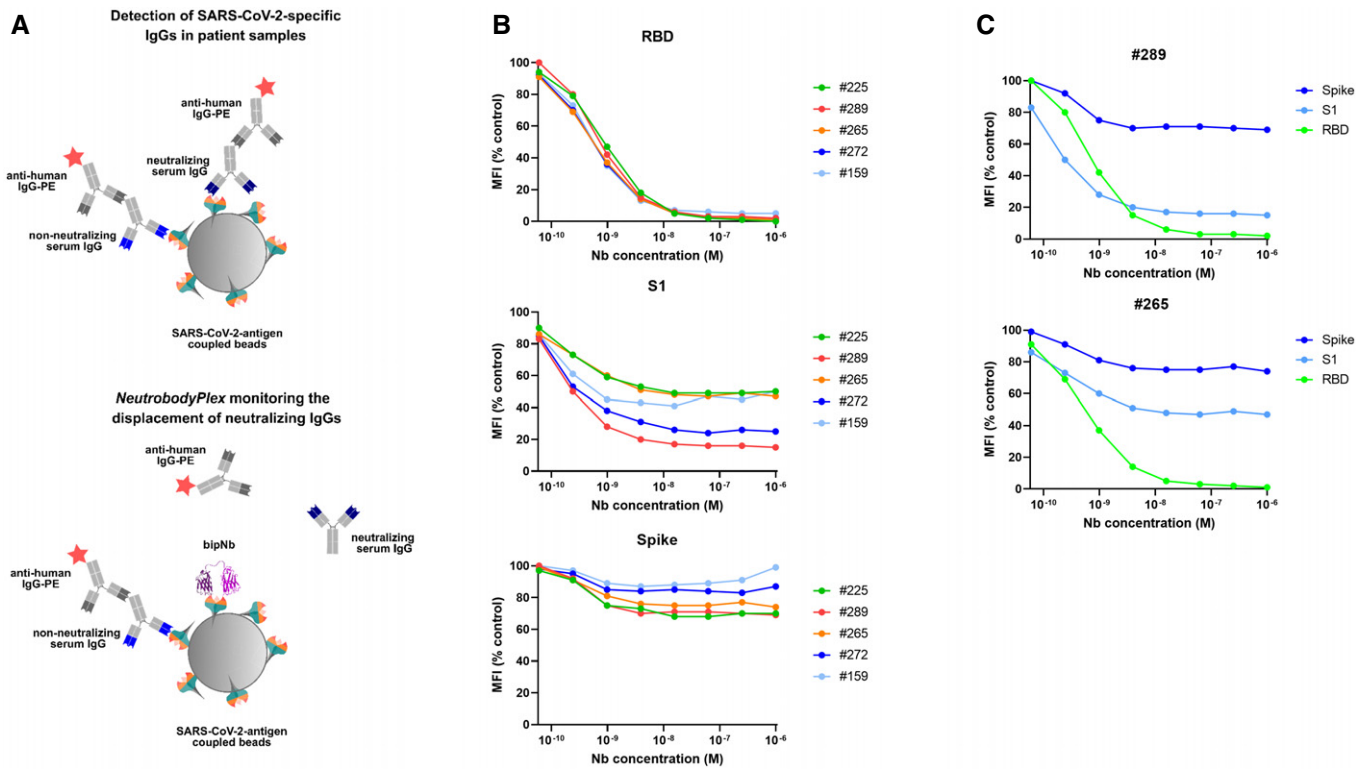 A
Detection of SARS-CoV-2-specific
IgGs in patient samples
anti-human
IgG-PE
neutralizing
serum IgG
anti-human
IgG-PE
non-neutralizing
serum IgG
SARS-CoV-2-antigen
coupled beads
NeutrobodyPlex monitoring the
displacement of neutralizing IgGs
anti-human
IgG-PE
neutralizing
serum IgG
bipNb
anti-human
IgG-PE
non-neutralizing
serum IgG
SARS-CoV-2-antigen
coupled beads
B
RBD
MFI (% control)
100
80
60
40
20
0
10⁻¹⁰ 10⁻⁹ 10⁻⁸ 10⁻⁷ 10⁻⁶
Nb concentration (M)
#225
#289
#265
#272
#159
S1
MFI (% control)
100
80
60
40
20
0
10⁻¹⁰ 10⁻⁹ 10⁻⁸ 10⁻⁷ 10⁻⁶
Nb concentration (M)
#225
#289
#265
#272
#159
Spike
MFI (% control)
100
80
60
40
20
0
10⁻¹⁰ 10⁻⁹ 10⁻⁸ 10⁻⁷ 10⁻⁶
Nb concentration (M)
#225
#289
#265
#272
#159
C
#289
MFI (% control)
100
80
60
40
20
0
10⁻¹⁰ 10⁻⁹ 10⁻⁸ 10⁻⁷ 10⁻⁶
Nb concentration (M)
Spike
S1
RBD
#265
MFI (% control)
100
80
60
40
20
0
10⁻¹⁰ 10⁻⁹ 10⁻⁸ 10⁻⁷ 10⁻⁶
Nb concentration (M)
Spike
S1
RBD